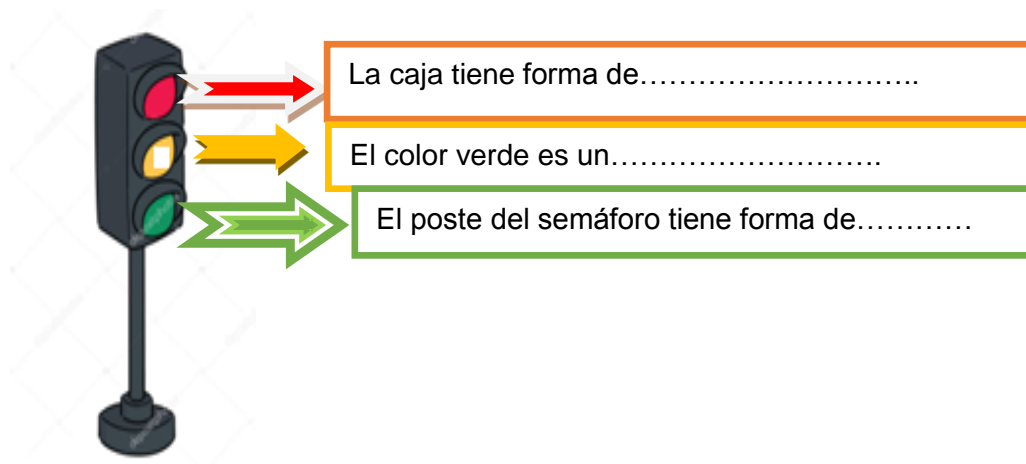 La caja tiene forma de………………………..
El color verde es un……………………….
El poste del semáforo tiene forma de…………